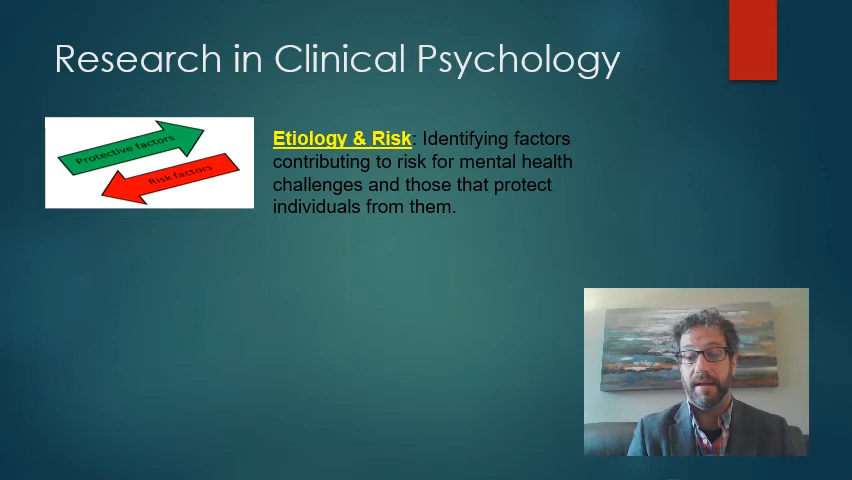 Research in Clinical Psychology
Protective factors
Risk factors
Etiology & Risk: Identifying factors
contributing to risk for mental health
challenges and those that protect
individuals from them.